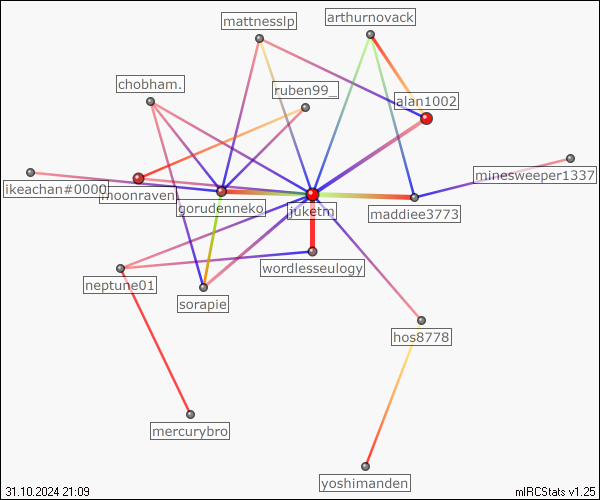 arthurnovack
mattnesslp
chobham.
ruben99_
alan1002
ikeachan#0000
moonraven
gorudenneko
juketm
maddiee3773
minesweeper1337
wordlesseulogy
neptune01
sorapie
hos8778
mercurybro
yoshimanden
31.10.2024 21:09
mIRCStats v1.25